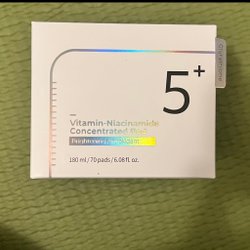 5+
Vitamin-Niacinamide
Concentrated Pad
180 ml / 70 pads / 6.08 fl. oz.